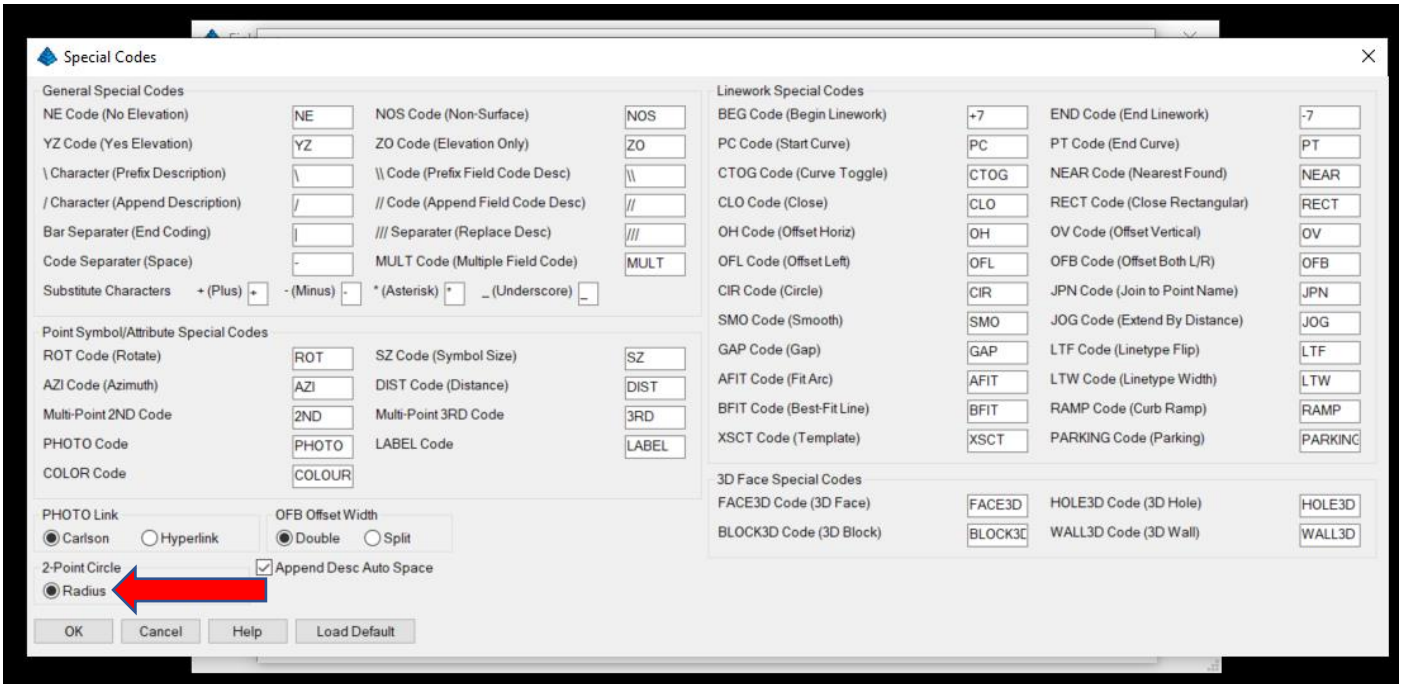 Special Codes
General Special Codes
NE Code (No Elevation) NE NOS Code (Non-Surface) NOS
YZ Code (Yes Elevation) YZ ZO Code (Elevation Only) ZO
\ Character (Prefix Description) \ \\ Code (Prefix Field Code Desc) \\
/ Character (Append Description) / // Code (Append Field Code Desc) //
Bar Separater (End Coding) | /// Separater (Replace Desc) ///
Code Separater (Space) - MULT Code (Multiple Field Code) MULT
Substitute Characters + (Plus) + - (Minus) - * (Asterisk) * _ (Underscore) _
Point Symbol/Attribute Special Codes
ROT Code (Rotate) ROT SZ Code (Symbol Size) SZ
AZI Code (Azimuth) AZI DIST Code (Distance) DIST
Multi-Point 2ND Code 2ND Multi-Point 3RD Code 3RD
PHOTO Code PHOTO LABEL Code LABEL
COLOR Code COLOUR
PHOTO Link OFB Offset Width
Carlson Hyperlink Double Split
2-Point Circle Append Desc Auto Space
Radius
OK Cancel Help Load Default
Linework Special Codes
BEG Code (Begin Linework) +7 END Code (End Linework) -7
PC Code (Start Curve) PC PT Code (End Curve) PT
CTOG Code (Curve Toggle) CTOG NEAR Code (Nearest Found) NEAR
CLO Code (Close) CLO RECT Code (Close Rectangular) RECT
OH Code (Offset Horiz) OH OV Code (Offset Vertical) OV
OFL Code (Offset Left) OFL OFB Code (Offset Both L/R) OFB
CIR Code (Circle) CIR JPN Code (Join to Point Name) JPN
SMO Code (Smooth) SMO JOG Code (Extend By Distance) JOG
GAP Code (Gap) GAP LTF Code (Linetype Flip) LTF
AFIT Code (Fit Arc) AFIT LTW Code (Linetype Width) LTW
BFIT Code (Best-Fit Line) BFIT RAMP Code (Curb Ramp) RAMP
XSCT Code (Template) XSCT PARKING Code (Parking) PARKING
3D Face Special Codes
FACE3D Code (3D Face) FACE3D HOLE3D Code (3D Hole) HOLE3D
BLOCK3D Code (3D Block) BLOCK3D WALL3D Code (3D Wall) WALL3D